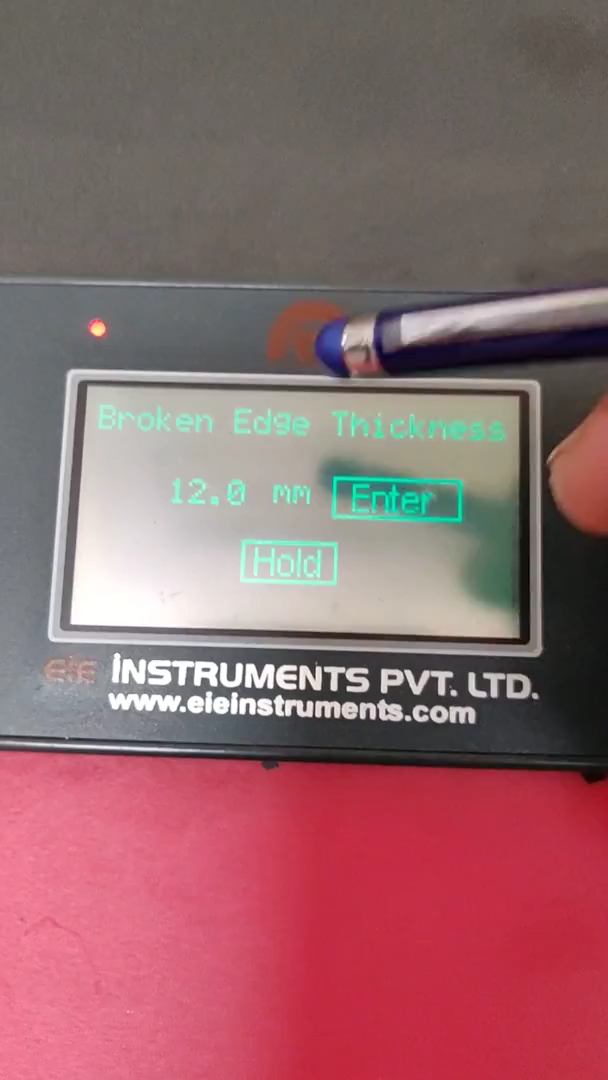 Broken Edge Thickness
12.0 mm Enter
Hold
EiE iNSTRUMENTS PVT. LTD.
www.eieinstruments.com